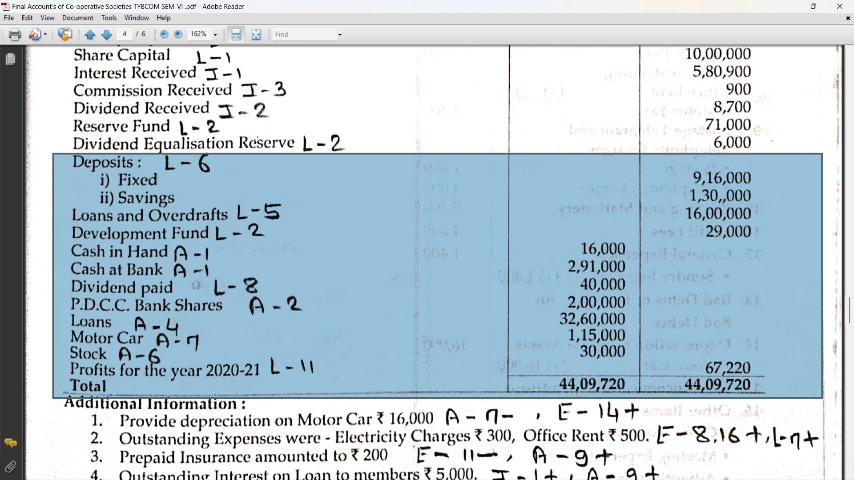 Final Account's of Co-operative Societies TYBCOM SEM-VI .pdf - Adobe Reader
File Edit View Document Tools Window Help
4 / 6 162% Find
Share Capital L-1 10,00,000
Interest Received I-1 5,80,900
Commission Received I-3 900
Dividend Received I-2 8,700
Reserve Fund L-2 71,000
Dividend Equalisation Reserve L-2 6,000
Deposits : L-6
i) Fixed 9,16,000
ii) Savings 1,30,,000
Loans and Overdrafts L-5 16,00,000
Development Fund L-2 29,000
Cash in Hand A-1 16,000
Cash at Bank A-1 2,91,000
Dividend paid L-8 40,000
P.D.C.C. Bank Shares A-2 2,00,000
Loans A-4 32,60,000
Motor Car A-7 1,15,000
Stock A-6 30,000
Profits for the year 2020-21 L-11 67,220
Total 44,09,720 44,09,720
Additional Information :
1. Provide depreciation on Motor Car ₹ 16,000 A-7-, E-14+
2. Outstanding Expenses were - Electricity Charges ₹ 300, Office Rent ₹ 500. E-8,16+, L-7+
3. Prepaid Insurance amounted to ₹ 200 E-11-, A-9+
4. Outstanding Interest on Loan to members ₹ 5,000. I-1+, A-9+